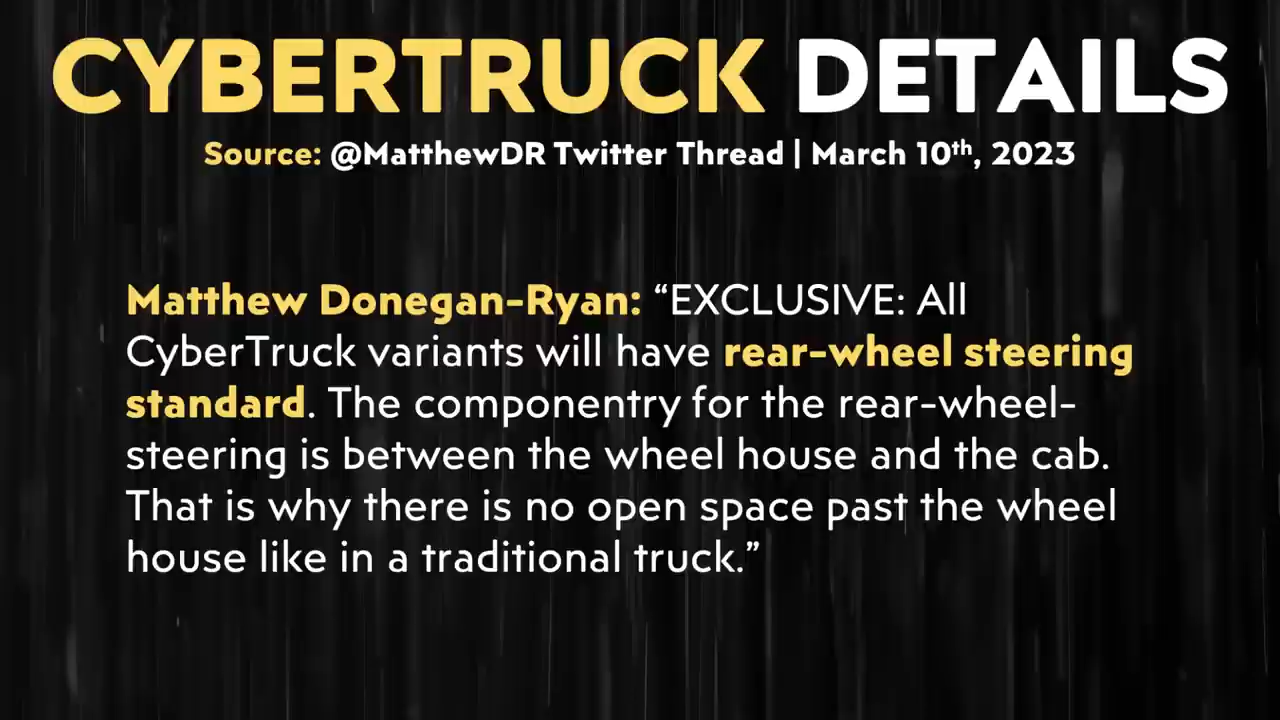 CYBERTRUCK DETAILS
Source: @MatthewDR Twitter Thread | March 10th, 2023
Matthew Donegan-Ryan: “EXCLUSIVE: All
CyberTruck variants will have rear-wheel steering
standard. The componentry for the rear-wheel-
steering is between the wheel house and the cab.
That is why there is no open space past the wheel
house like in a traditional truck.”